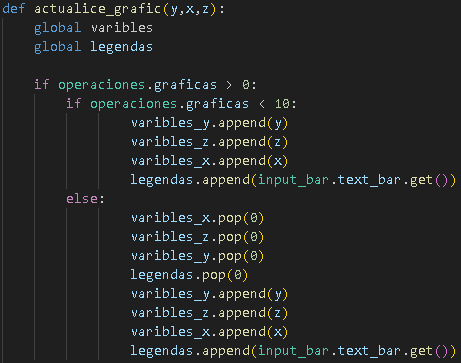 def actualice_grafic(y,x,z):
    global varibles
    global legendas

    if operaciones.graficas > 0:
        if operaciones.graficas < 10:
                varibles_y.append(y)
                varibles_z.append(z)
                varibles_x.append(x)
                legendas.append(input_bar.text_bar.get())
        else:
                varibles_x.pop(0)
                varibles_z.pop(0)
                varibles_y.pop(0)
                legendas.pop(0)
                varibles_y.append(y)
                varibles_z.append(z)
                varibles_x.append(x)
                legendas.append(input_bar.text_bar.get())